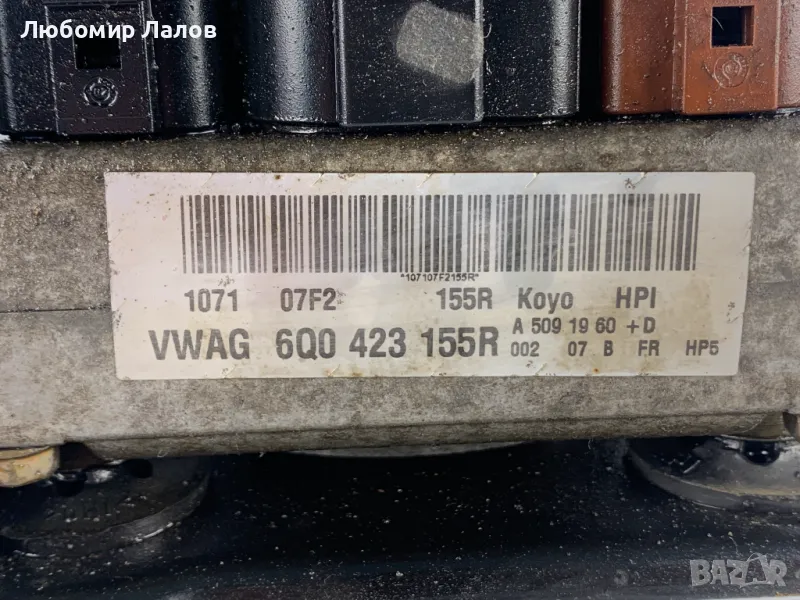 Любомир Лалов
*107107F2155R*
1071 07F2 155R Koyo HPI
VWAG 6Q0 423 155R
A 509 19 60 +D
002 07 B FR HP5
BAZAR